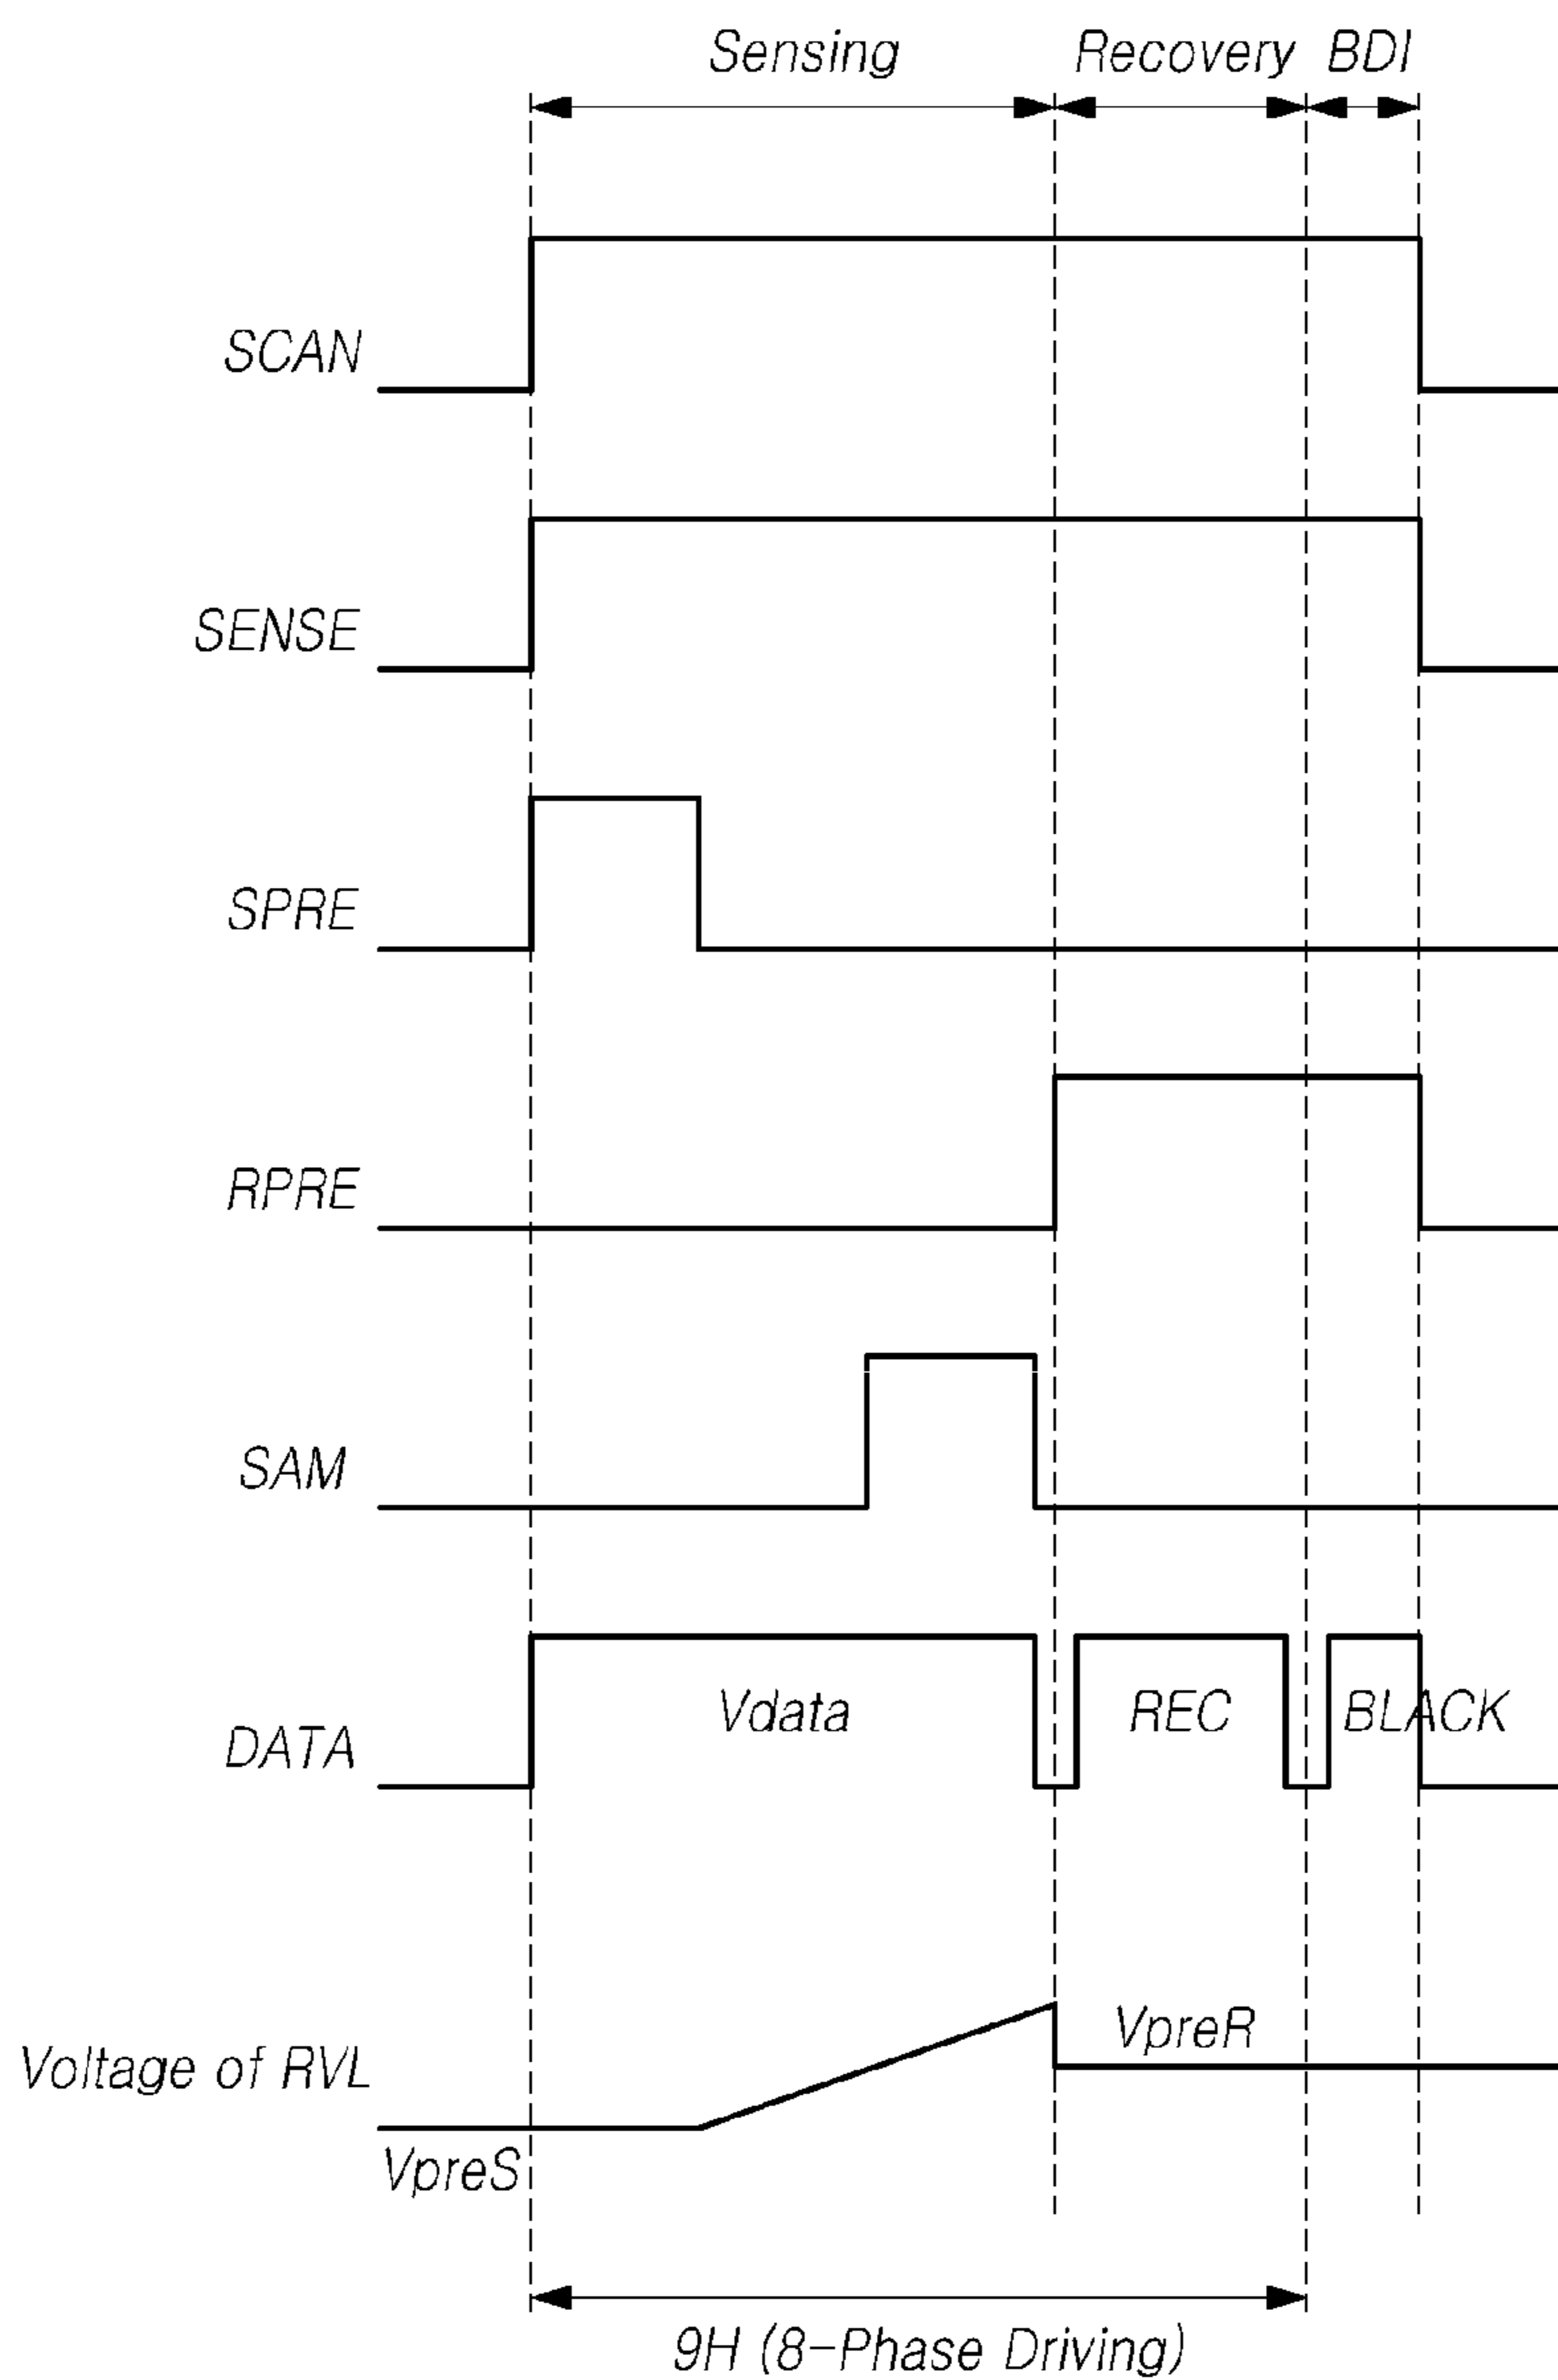 Sensing Recovery BDI
SCAN
SENSE
SPRE
RPRE
SAM
DATA Vdata REC BLACK
Voltage of RVL VpreR
VpreS
9H (8-Phase Driving)